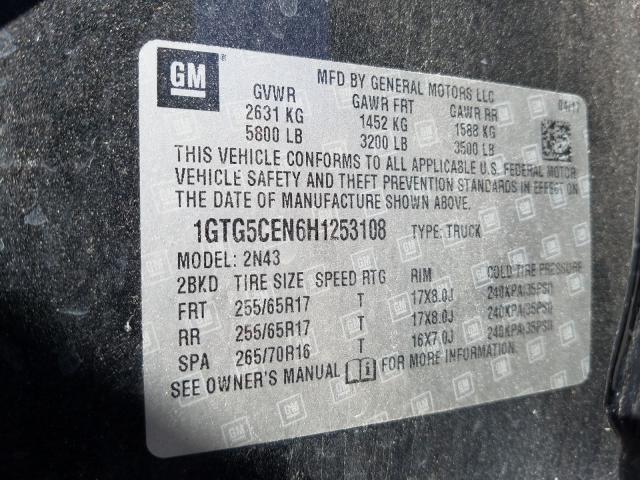 GM
MFD BY GENERAL MOTORS LLC
04/17
GVWR GAWR FRT GAWR RR
2631 KG 1452 KG 1588 KG
5800 LB 3200 LB 3500 LB
THIS VEHICLE CONFORMS TO ALL APPLICABLE U.S. FEDERAL MOTOR
VEHICLE SAFETY AND THEFT PREVENTION STANDARDS IN EFFECT ON
THE DATE OF MANUFACTURE SHOWN ABOVE.
1GTG5CEN6H1253108 TYPE: TRUCK
MODEL: 2N43
2BKD TIRE SIZE SPEED RTG RIM COLD TIRE PRESSURE
FRT 255/65R17 T 17X8.0J 240KPA/35PSI)
RR 255/65R17 T 17X8.0J 240KPA/35PSI)
SPA 265/70R16 T 16X7.0J 240KPA/35PSI)
SEE OWNER'S MANUAL FOR MORE INFORMATION